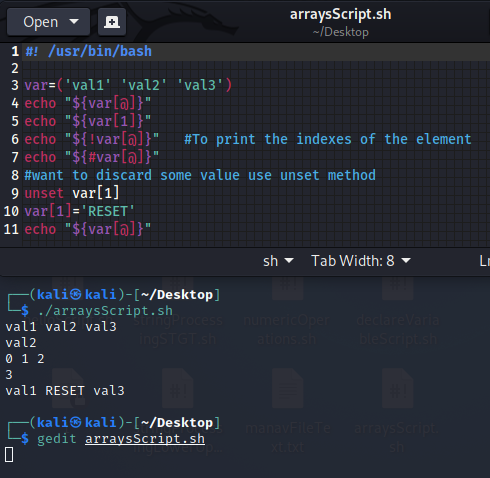 Open
arraysScript.sh
~/Desktop
1 #! /usr/bin/bash
2
3 var=('val1' 'val2' 'val3')
4 echo "${var[@]}"
5 echo "${var[1]}"
6 echo "${!var[@]}" #To print the indexes of the element
7 echo "${#var[@]}"
8 #want to discard some value use unset method
9 unset var[1]
10 var[1]='RESET'
11 echo "${var[@]}"
sh Tab Width: 8 Ln
┌──(kali㉿kali)-[~/Desktop]
└─$ ./arraysScript.sh
val1 val2 val3
val2
0 1 2
3
val1 RESET val3
┌──(kali㉿kali)-[~/Desktop]
└─$ gedit arraysScript.sh